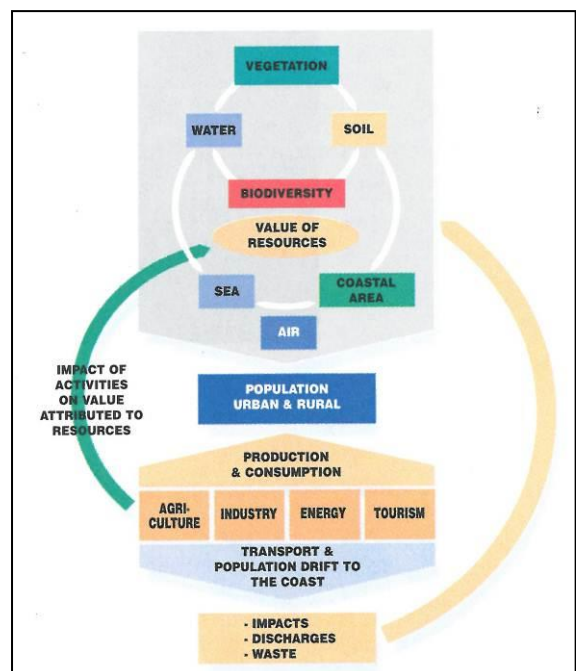 VEGETATION
WATER
SOIL
BIODIVERSITY
VALUE OF
RESOURCES
SEA
COASTAL
AREA
AIR
IMPACT OF
ACTIVITIES
ON VALUE
ATTRIBUTED TO
RESOURCES
POPULATION
URBAN & RURAL
PRODUCTION
& CONSUMPTION
AGRI-
CULTURE
INDUSTRY
ENERGY
TOURISM
TRANSPORT &
POPULATION DRIFT TO
THE COAST
- IMPACTS
- DISCHARGES
- WASTE